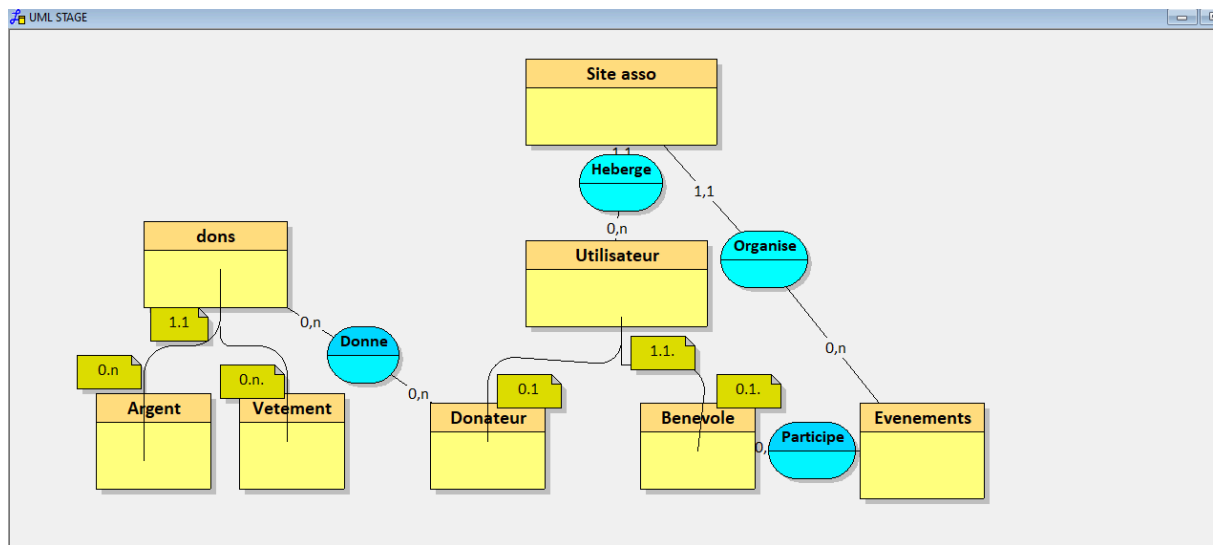 UML STAGE
Site asso
1,1
Heberge
1,1
0,n
Organise
dons
Utilisateur
0,n
1.1
Donne
1.1.
0,n
0.n
0.n.
0,n
0.1
0.1.
Argent
Vetement
Donateur
Benevole
Evenements
Participe
0,